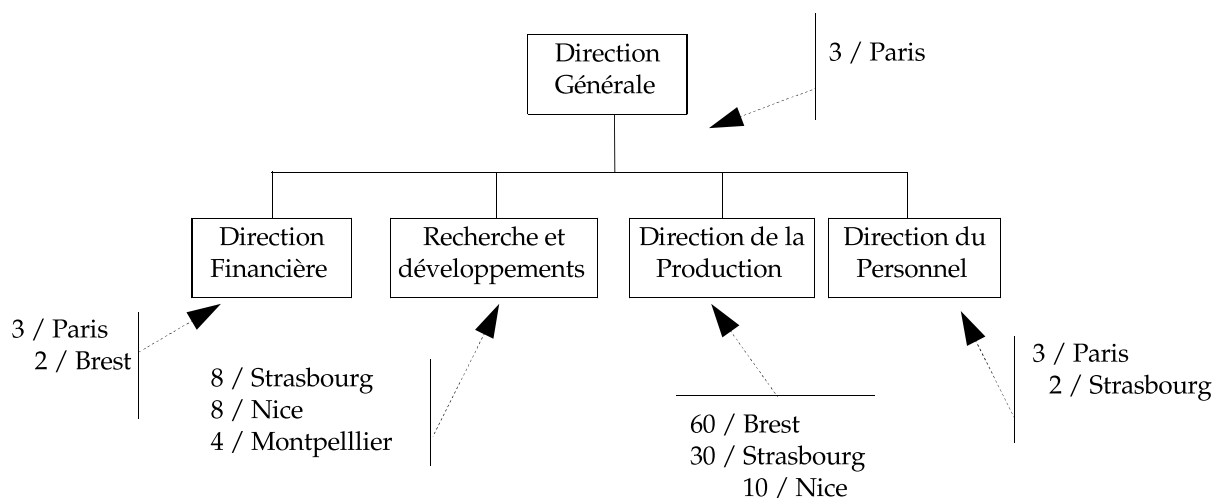 Direction
Générale
3 / Paris
Direction
Financière
Recherche et
développements
Direction de la
Production
Direction du
Personnel
3 / Paris
2 / Brest
8 / Strasbourg
8 / Nice
4 / Montpelllier
60 / Brest
30 / Strasbourg
10 / Nice
3 / Paris
2 / Strasbourg